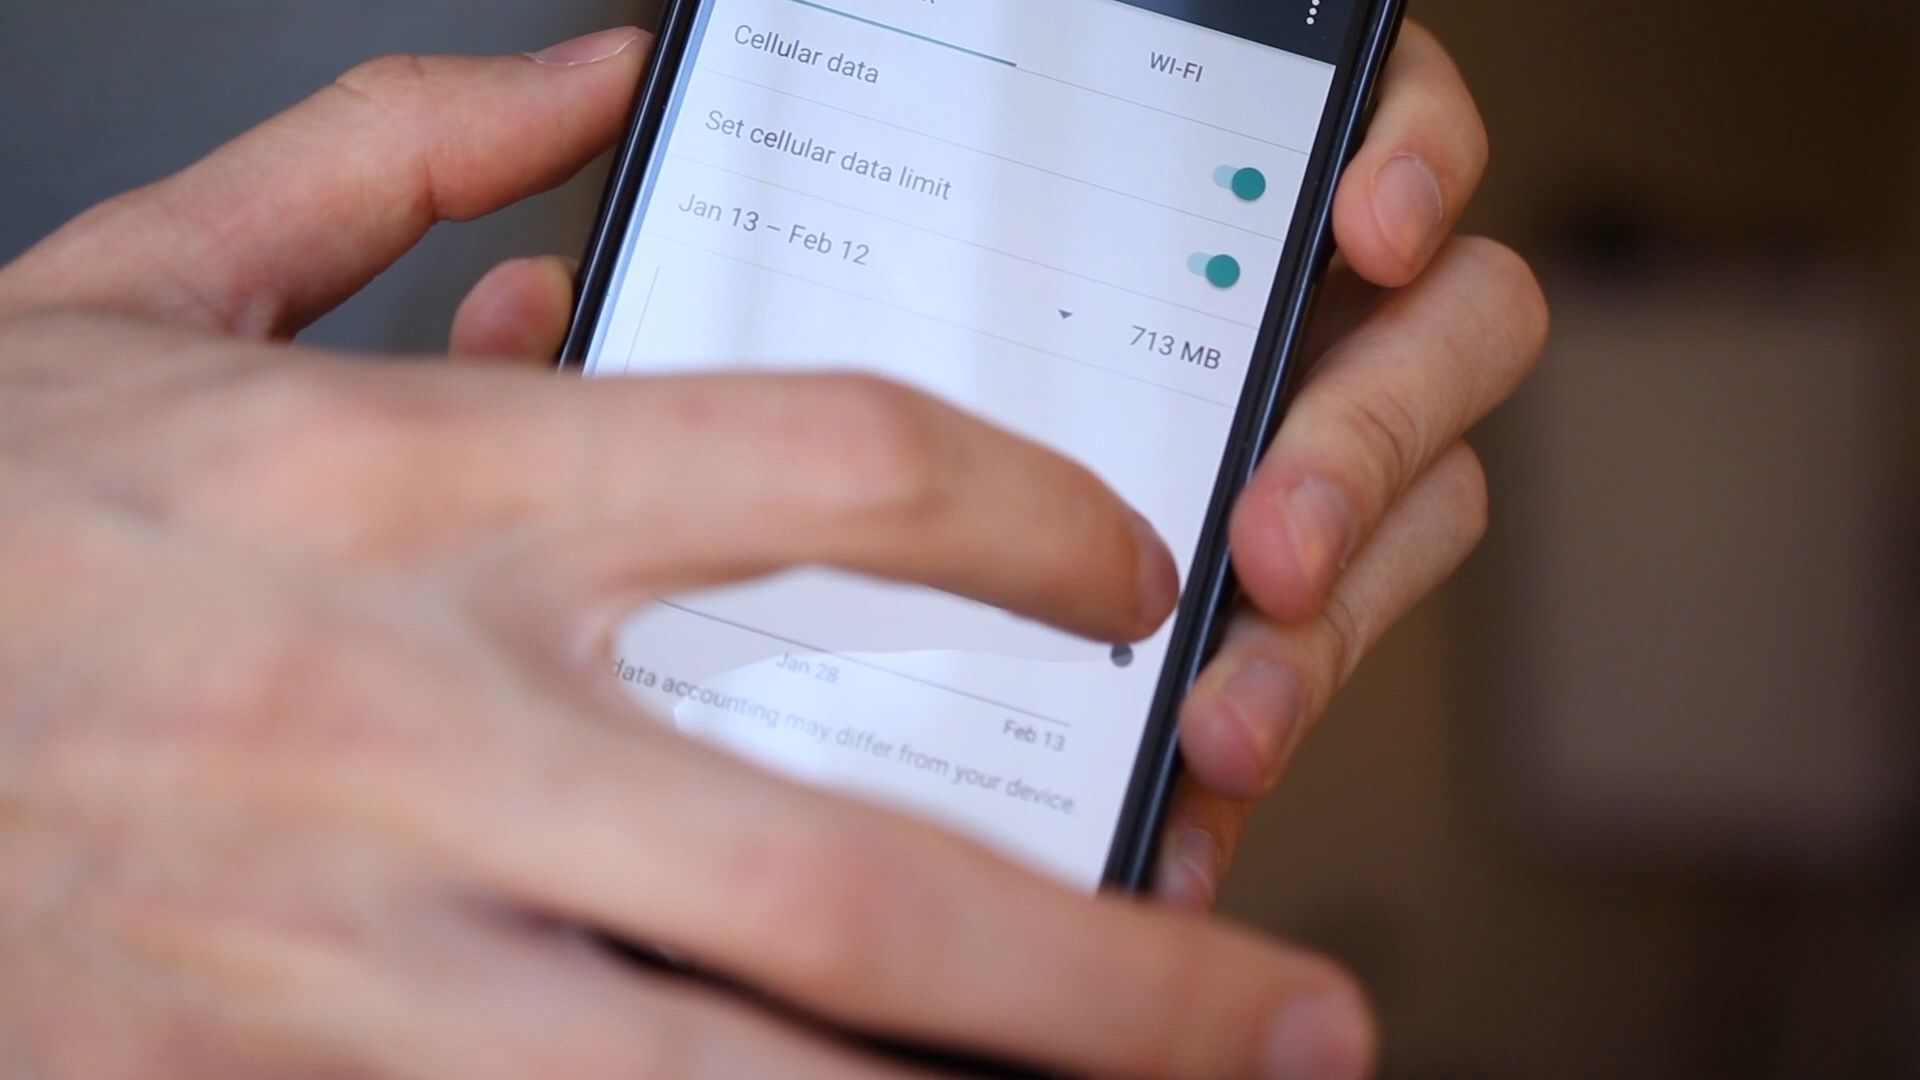 WI-FI
Cellular data
Set cellular data limit
Jan 13 – Feb 12
713 MB
Jan 28
Feb 13
data accounting may differ from your device.